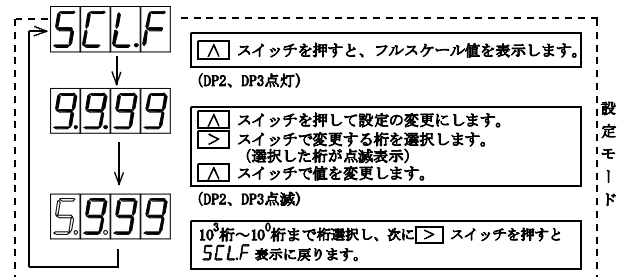 SCL.F
∧ スイッチを押すと、フルスケール値を表示します。
(DP2、DP3点灯)
9.9.99
∧ スイッチを押して設定の変更にします。
> スイッチで変更する桁を選択します。
(選択した桁が点滅表示)
∧ スイッチで値を変更します。
(DP2、DP3点滅)
5.9.99
10³桁～10⁰桁まで桁選択し、次に > スイッチを押すと
SCL.F 表示に戻ります。
設定モード